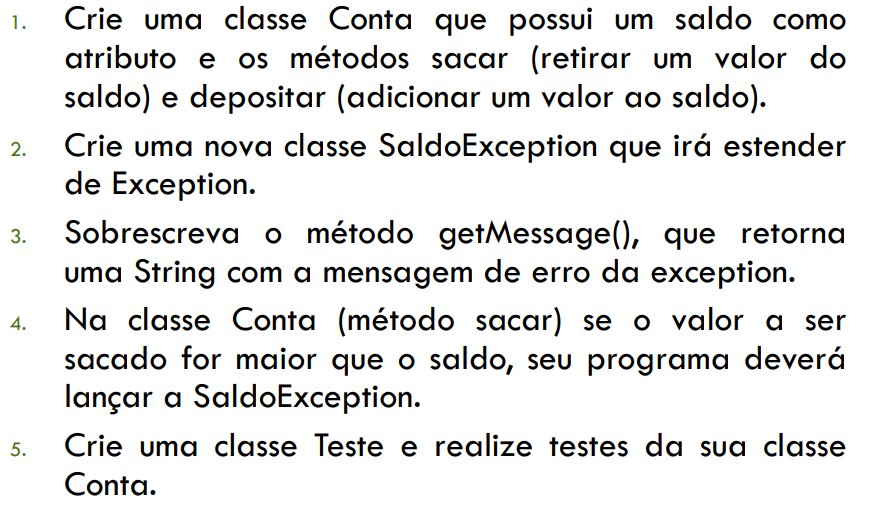 1. Crie uma classe Conta que possui um saldo como
atributo e os métodos sacar (retirar um valor do
saldo) e depositar (adicionar um valor ao saldo).
2. Crie uma nova classe SaldoException que irá estender
de Exception.
3. Sobrescreva o método getMessage(), que retorna
uma String com a mensagem de erro da exception.
4. Na classe Conta (método sacar) se o valor a ser
sacado for maior que o saldo, seu programa deverá
lançar a SaldoException.
5. Crie uma classe Teste e realize testes da sua classe
Conta.